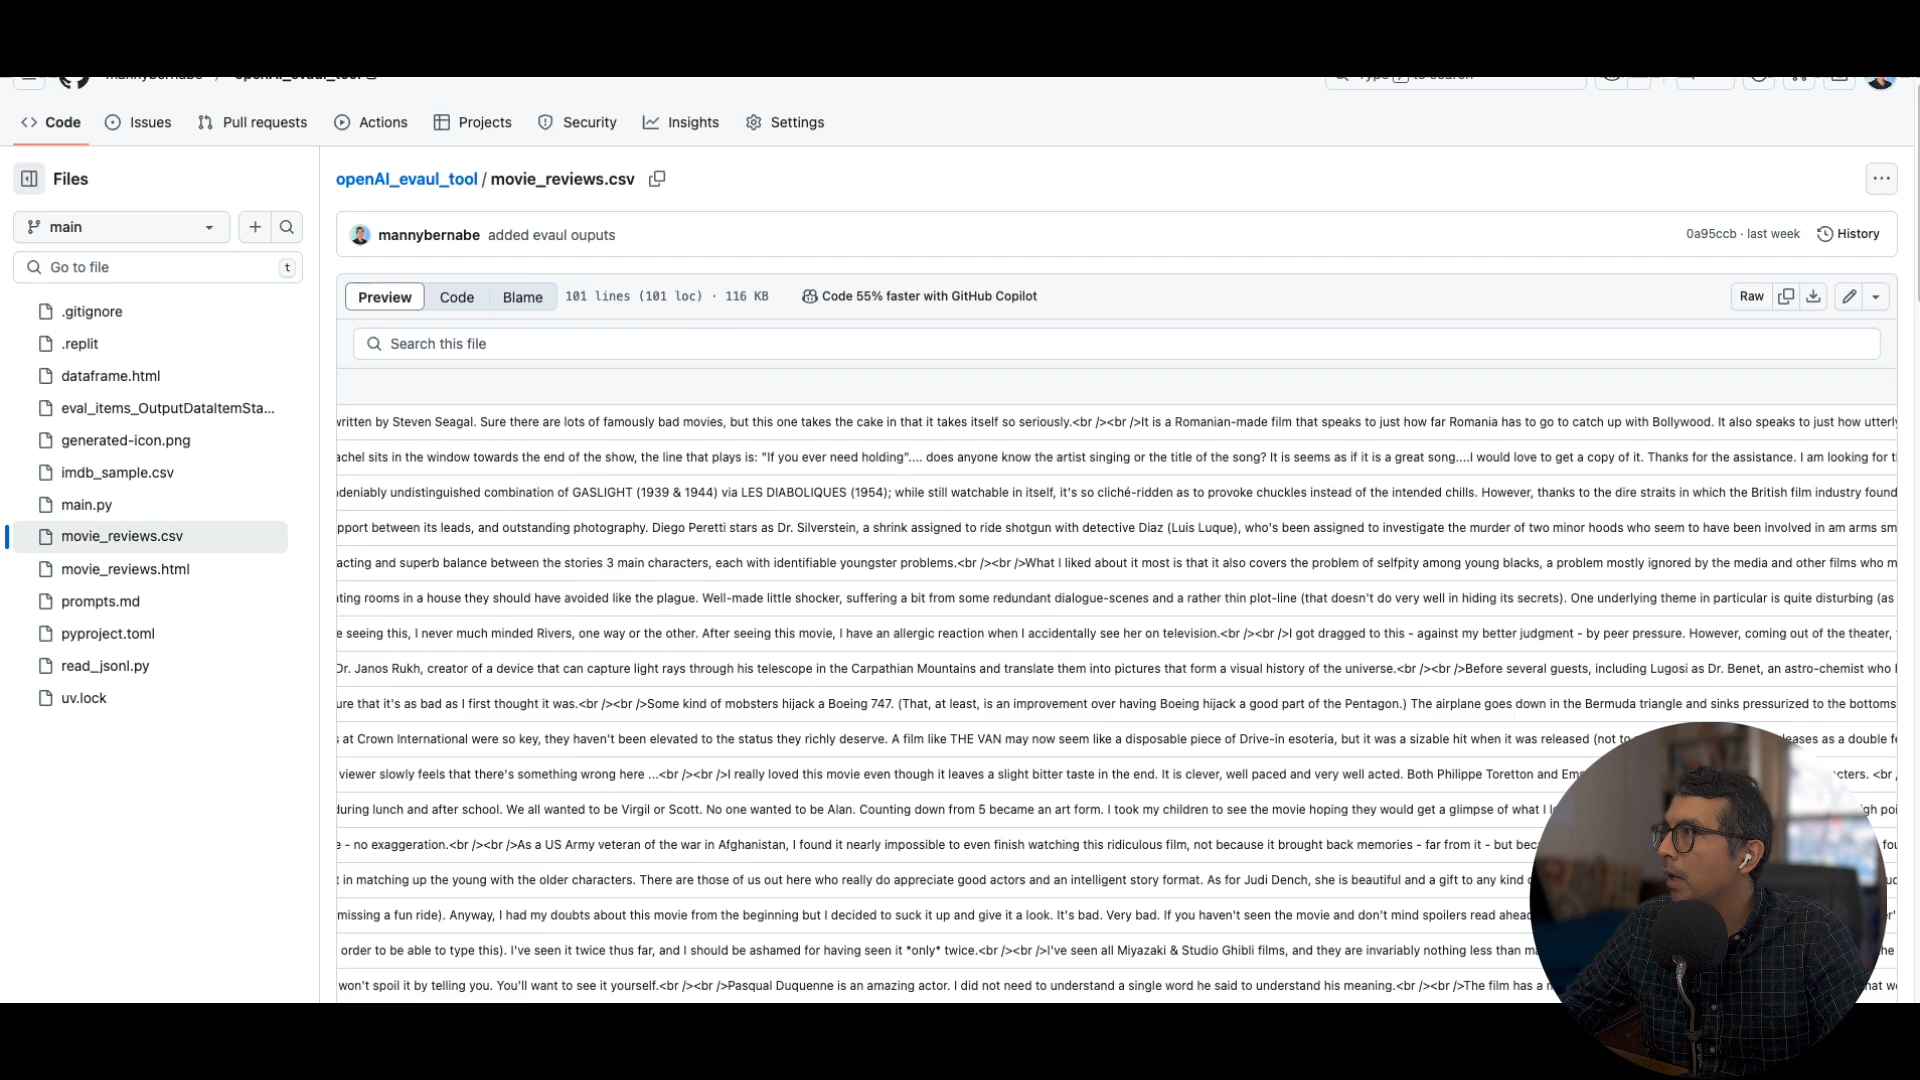 mannybernabe / openAI_evaul_tool
Type / to search
Code
Issues
Pull requests
Actions
Projects
Security
Insights
Settings
Files
main
Go to file
t
.gitignore
.replit
dataframe.html
eval_items_OutputDataItemSta...
generated-icon.png
imdb_sample.csv
main.py
movie_reviews.csv
movie_reviews.html
prompts.md
pyproject.toml
read_jsonl.py
uv.lock
openAI_evaul_tool / movie_reviews.csv
mannybernabe added evaul ouputs
0a95ccb · last week
History
Preview
Code
Blame
101 lines (101 loc) · 116 KB
Code 55% faster with GitHub Copilot
Raw
Search this file
written by Steven Seagal. Sure there are lots of famously bad movies, but this one takes the cake in that it takes itself so seriously.<br /><br />It is a Romanian-made film that speaks to just how far Romania has to go to catch up with Bollywood. It also speaks to just how utterly
achel sits in the window towards the end of the show, the line that plays is: "If you ever need holding".... does anyone know the artist singing or the title of the song? It is seems as if it is a great song....I would love to get a copy of it. Thanks for the assistance. I am looking for
deniably undistinguished combination of GASLIGHT (1939 & 1944) via LES DIABOLIQUES (1954); while still watchable in itself, it's so cliché-ridden as to provoke chuckles instead of the intended chills. However, thanks to the dire straits in which the British film industry found
pport between its leads, and outstanding photography. Diego Peretti stars as Dr. Silverstein, a shrink assigned to ride shotgun with detective Diaz (Luis Luque), who's been assigned to investigate the murder of two minor hoods who seem to have been involved in am arms sm
acting and superb balance between the stories 3 main characters, each with identifiable youngster problems.<br /><br />What I liked about it most is that it also covers the problem of selfpity among young blacks, a problem mostly ignored by the media and other films who m
ting rooms in a house they should have avoided like the plague. Well-made little shocker, suffering a bit from some redundant dialogue-scenes and a rather thin plot-line (that doesn't do very well in hiding its secrets). One underlying theme in particular is quite disturbing (as
e seeing this, I never much minded Rivers, one way or the other. After seeing this movie, I have an allergic reaction when I accidentally see her on television.<br /><br />I got dragged to this - against my better judgment - by peer pressure. However, coming out of the theater,
Dr. Janos Rukh, creator of a device that can capture light rays through his telescope in the Carpathian Mountains and translate them into pictures that form a visual history of the universe.<br /><br />Before several guests, including Lugosi as Dr. Benet, an astro-chemist who
ure that it's as bad as I first thought it was.<br /><br />Some kind of mobsters hijack a Boeing 747. (That, at least, is an improvement over having Boeing hijack a good part of the Pentagon.) The airplane goes down in the Bermuda triangle and sinks pressurized to the bottoms
s at Crown International were so key, they haven't been elevated to the status they richly deserve. A film like THE VAN may now seem like a disposable piece of Drive-in esoteria, but it was a sizable hit when it was released (not to eases as a double fe
viewer slowly feels that there's something wrong here ...<br /><br />I really loved this movie even though it leaves a slight bitter taste in the end. It is clever, well paced and very well acted. Both Philippe Toretton and Em cters. <br
during lunch and after school. We all wanted to be Virgil or Scott. No one wanted to be Alan. Counting down from 5 became an art form. I took my children to see the movie hoping they would get a glimpse of what I gh poi
e - no exaggeration.<br /><br />As a US Army veteran of the war in Afghanistan, I found it nearly impossible to even finish watching this ridiculous film, not because it brought back memories - far from it - but bec fou
t in matching up the young with the older characters. There are those of us out here who really do appreciate good actors and an intelligent story format. As for Judi Dench, she is beautiful and a gift to any kind
missing a fun ride). Anyway, I had my doubts about this movie from the beginning but I decided to suck it up and give it a look. It's bad. Very bad. If you haven't seen the movie and don't mind spoilers read ahead
order to be able to type this). I've seen it twice thus far, and I should be ashamed for having seen it *only* twice.<br /><br />I've seen all Miyazaki & Studio Ghibli films, and they are invariably nothing less than ma he
won't spoil it by telling you. You'll want to see it yourself.<br /><br />Pasqual Duquenne is an amazing actor. I did not need to understand a single word he said to understand his meaning.<br /><br />The film has a hat we